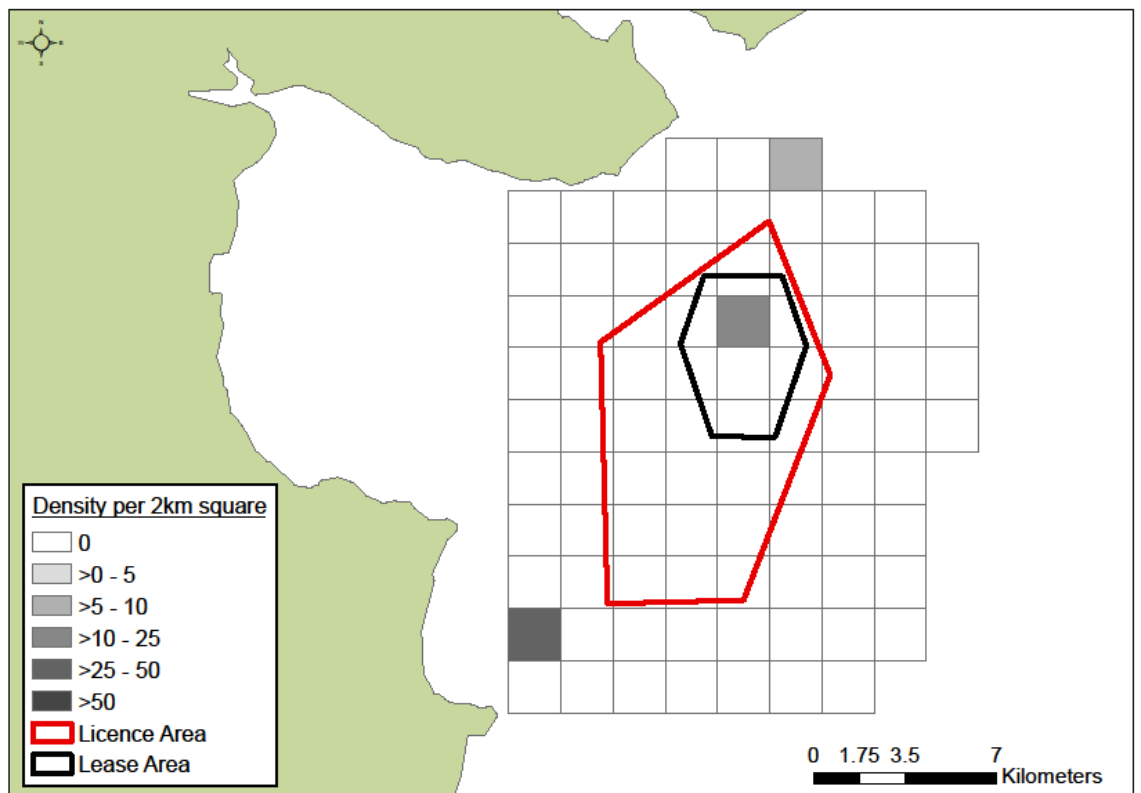 N
W E
S
Density per 2km square
0
>0 - 5
>5 - 10
>10 - 25
>25 - 50
>50
Licence Area
Lease Area
0 1.75 3.5 7
Kilometers